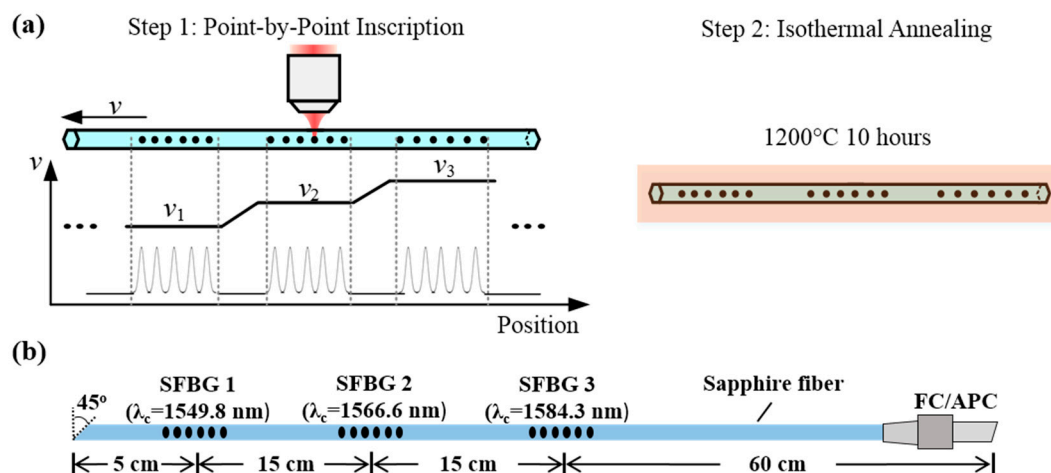 (a)
Step 1: Point-by-Point Inscription
Step 2: Isothermal Annealing
v
1200°C 10 hours
v
v₁
v₂
v₃
•••
•••
Position
(b)
45°
SFBG 1
(λc=1549.8 nm)
SFBG 2
(λc=1566.6 nm)
SFBG 3
(λc=1584.3 nm)
Sapphire fiber
FC/APC
5 cm
15 cm
15 cm
60 cm